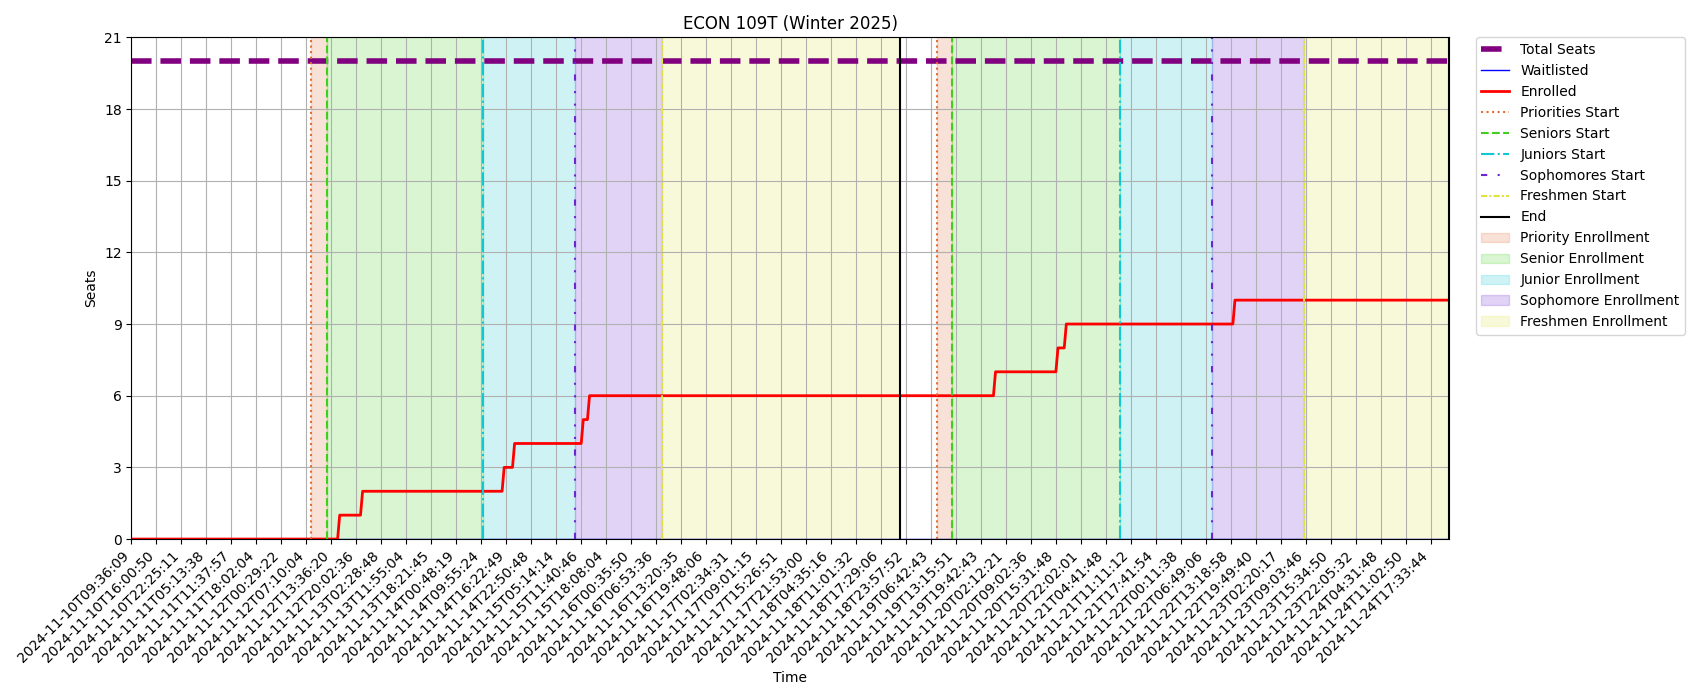 ECON 109T (Winter 2025)
21
18
15
12
9
6
3
0
Seats
2024-11-10T09:36:09
2024-11-10T16:00:50
2024-11-10T22:25:11
2024-11-11T05:13:38
2024-11-11T11:37:57
2024-11-11T18:02:04
2024-11-12T00:29:22
2024-11-12T07:10:04
2024-11-12T13:36:20
2024-11-12T20:02:36
2024-11-13T02:28:48
2024-11-13T11:55:04
2024-11-13T18:21:45
2024-11-14T00:48:19
2024-11-14T09:55:24
2024-11-14T16:22:49
2024-11-14T22:50:48
2024-11-15T05:14:14
2024-11-15T11:40:46
2024-11-15T18:08:04
2024-11-16T00:35:50
2024-11-16T06:53:36
2024-11-16T13:20:35
2024-11-16T19:48:06
2024-11-17T02:34:31
2024-11-17T09:01:15
2024-11-17T15:26:51
2024-11-17T21:53:00
2024-11-18T04:35:16
2024-11-18T11:01:32
2024-11-18T17:29:06
2024-11-18T23:57:52
2024-11-19T06:42:43
2024-11-19T13:15:51
2024-11-19T19:42:43
2024-11-20T02:12:21
2024-11-20T09:02:36
2024-11-20T15:31:48
2024-11-20T22:02:01
2024-11-21T04:41:48
2024-11-21T11:11:12
2024-11-21T17:41:54
2024-11-22T00:11:38
2024-11-22T06:49:06
2024-11-22T13:18:50
2024-11-22T19:49:40
2024-11-23T02:20:17
2024-11-23T09:03:46
2024-11-23T15:34:50
2024-11-23T22:05:32
2024-11-24T04:31:48
2024-11-24T11:02:50
2024-11-24T17:33:44
Time
Total Seats
Waitlisted
Enrolled
Priorities Start
Seniors Start
Juniors Start
Sophomores Start
Freshmen Start
End
Priority Enrollment
Senior Enrollment
Junior Enrollment
Sophomore Enrollment
Freshmen Enrollment